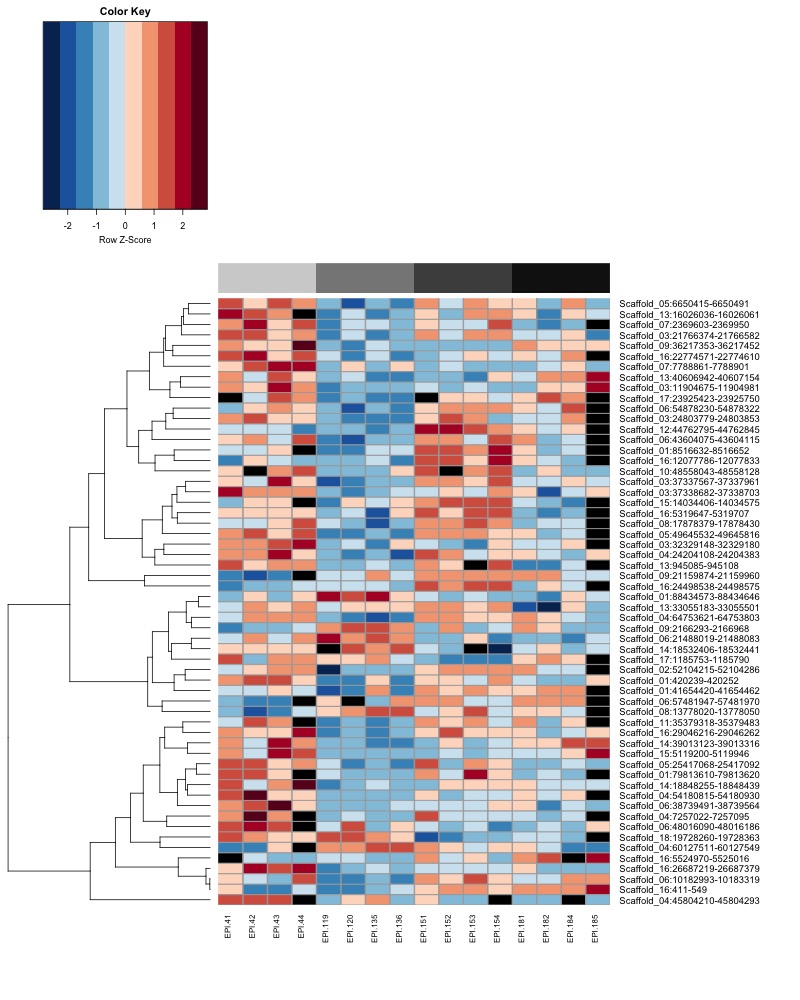 Color Key
-2 -1 0 1 2
Row Z-Score
Scaffold_05:6650415-6650491
Scaffold_13:16026036-16026061
Scaffold_07:2369603-2369950
Scaffold_03:21766374-21766582
Scaffold_09:36217353-36217452
Scaffold_16:22774571-22774610
Scaffold_07:7788861-7788901
Scaffold_13:40606942-40607154
Scaffold_03:11904675-11904981
Scaffold_17:23925423-23925750
Scaffold_06:54878230-54878322
Scaffold_03:24803779-24803853
Scaffold_12:44762795-44762845
Scaffold_06:43604075-43604115
Scaffold_01:8516632-8516652
Scaffold_16:12077786-12077833
Scaffold_10:48558043-48558128
Scaffold_03:37337567-37337961
Scaffold_03:37338682-37338703
Scaffold_15:14034406-14034575
Scaffold_16:5319647-5319707
Scaffold_08:17878379-17878430
Scaffold_05:49645532-49645816
Scaffold_03:32329148-32329180
Scaffold_04:24204108-24204383
Scaffold_13:945085-945108
Scaffold_09:21159874-21159960
Scaffold_16:24498538-24498575
Scaffold_01:88434573-88434646
Scaffold_13:33055183-33055501
Scaffold_04:64753621-64753803
Scaffold_09:2166293-2166968
Scaffold_06:21488019-21488083
Scaffold_14:18532406-18532441
Scaffold_17:1185753-1185790
Scaffold_02:52104215-52104286
Scaffold_01:420239-420252
Scaffold_01:41654420-41654462
Scaffold_06:57481947-57481970
Scaffold_08:13778020-13778050
Scaffold_11:35379318-35379483
Scaffold_16:29046216-29046262
Scaffold_14:39013123-39013316
Scaffold_15:5119900-5119946
Scaffold_05:25417068-25417092
Scaffold_01:79813610-79813620
Scaffold_14:18848255-18848439
Scaffold_04:54180815-54180930
Scaffold_06:38739491-38739564
Scaffold_04:7257022-7257095
Scaffold_06:48016090-48016186
Scaffold_18:19728260-19728363
Scaffold_04:60127511-60127549
Scaffold_16:5524970-5525016
Scaffold_16:26687219-26687379
Scaffold_06:10182993-10183319
Scaffold_16:411-549
Scaffold_04:45804210-45804293
EPI.41 EPI.42 EPI.43 EPI.44 EPI.119 EPI.120 EPI.135 EPI.136 EPI.151 EPI.152 EPI.153 EPI.154 EPI.181 EPI.182 EPI.184 EPI.185